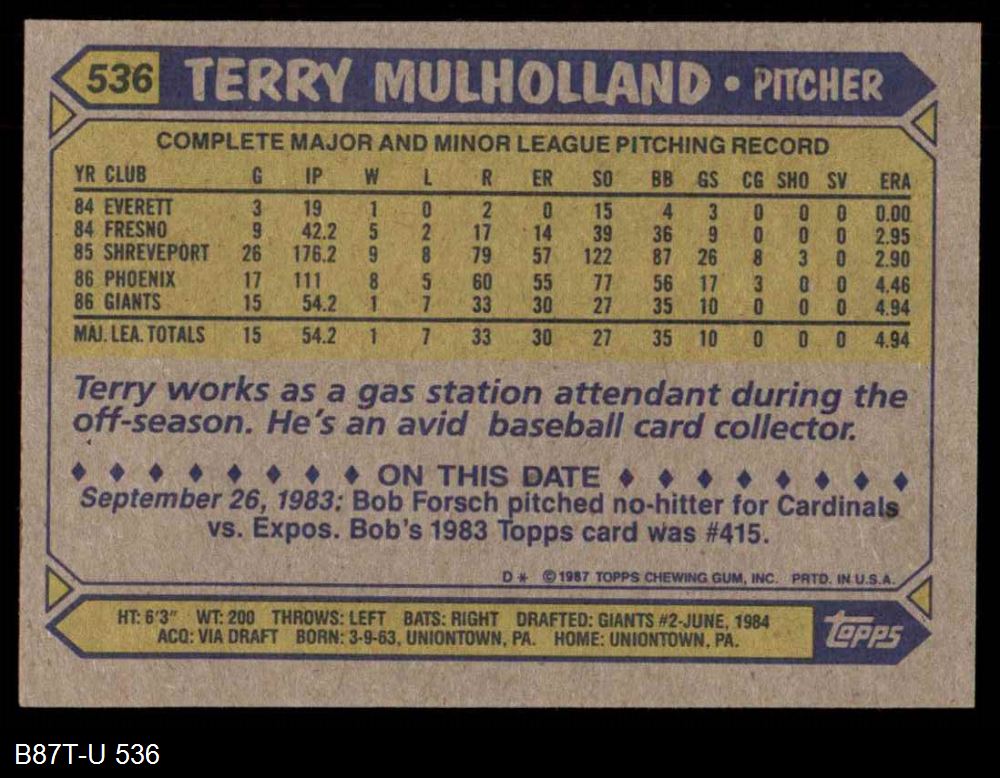 536 TERRY MULHOLLAND • PITCHER
COMPLETE MAJOR AND MINOR LEAGUE PITCHING RECORD
YR CLUB G IP W L R ER SO BB GS CG SHO SV ERA
84 EVERETT 3 19 1 0 2 0 15 4 3 0 0 0 0.00
84 FRESNO 9 42.2 5 2 17 14 39 36 9 0 0 0 2.95
85 SHREVEPORT 26 176.2 9 8 79 57 122 87 26 8 3 0 2.90
86 PHOENIX 17 111 8 5 60 55 77 56 17 3 0 0 4.46
86 GIANTS 15 54.2 1 7 33 30 27 35 10 0 0 0 4.94
MAJ. LEA. TOTALS 15 54.2 1 7 33 30 27 35 10 0 0 0 4.94
Terry works as a gas station attendant during the
off-season. He's an avid baseball card collector.
♦ ♦ ♦ ♦ ♦ ♦ ♦ ♦ ON THIS DATE ♦ ♦ ♦ ♦ ♦ ♦ ♦ ♦
September 26, 1983: Bob Forsch pitched no-hitter for Cardinals
vs. Expos. Bob's 1983 Topps card was #415.
D * © 1987 TOPPS CHEWING GUM, INC. PRTD. IN U.S.A.
HT: 6'3" WT: 200 THROWS: LEFT BATS: RIGHT DRAFTED: GIANTS #2-JUNE, 1984
ACQ: VIA DRAFT BORN: 3-9-63, UNIONTOWN, PA. HOME: UNIONTOWN, PA.
topps
B87T-U 536